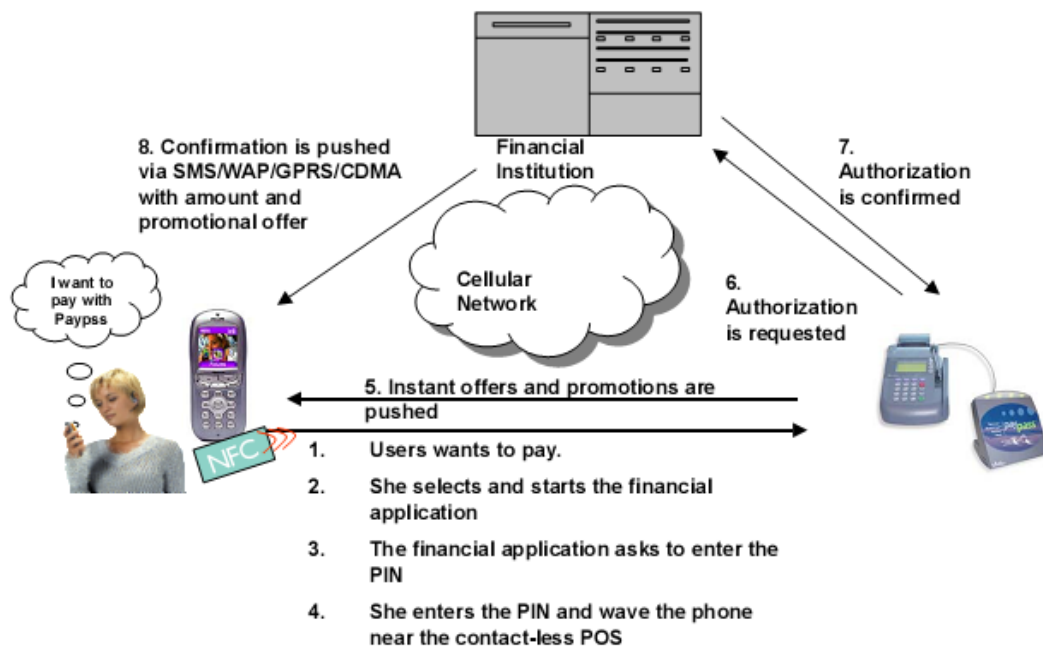 8. Confirmation is pushed
via SMS/WAP/GPRS/CDMA
with amount and
promotional offer
Financial
Institution
7.
Authorization
is confirmed
I want to
pay with
Paypss
Cellular
Network
6.
Authorization
is requested
5. Instant offers and promotions are
pushed
NFC
pass
1. Users wants to pay.
2. She selects and starts the financial
application
3. The financial application asks to enter the
PIN
4. She enters the PIN and wave the phone
near the contact-less POS